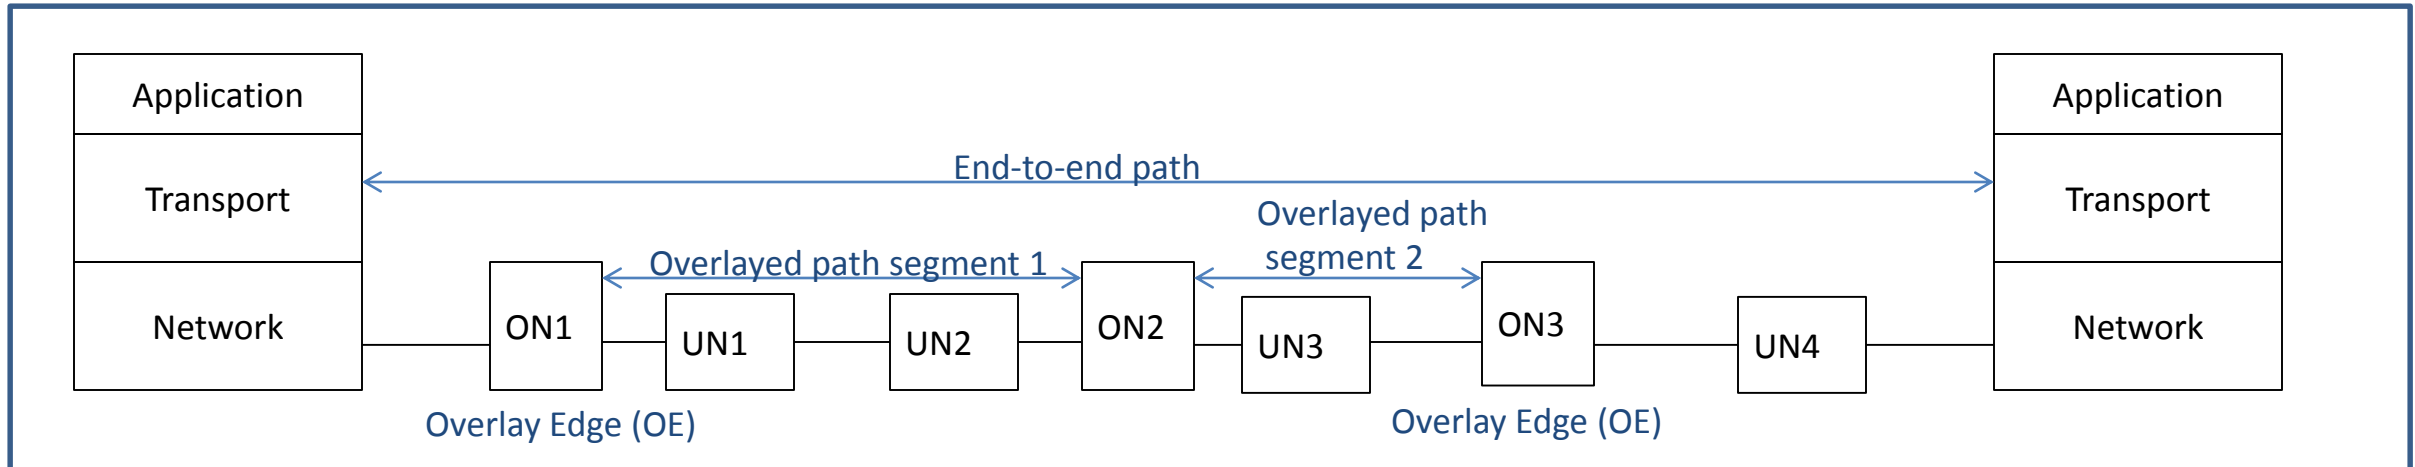 Application
Application
End-to-end path
Transport
Transport
Overlayed path
segment 2
Overlayed path segment 1
Network
ON1
UN1
UN2
ON2
UN3
ON3
UN4
Network
Overlay Edge (OE)
Overlay Edge (OE)